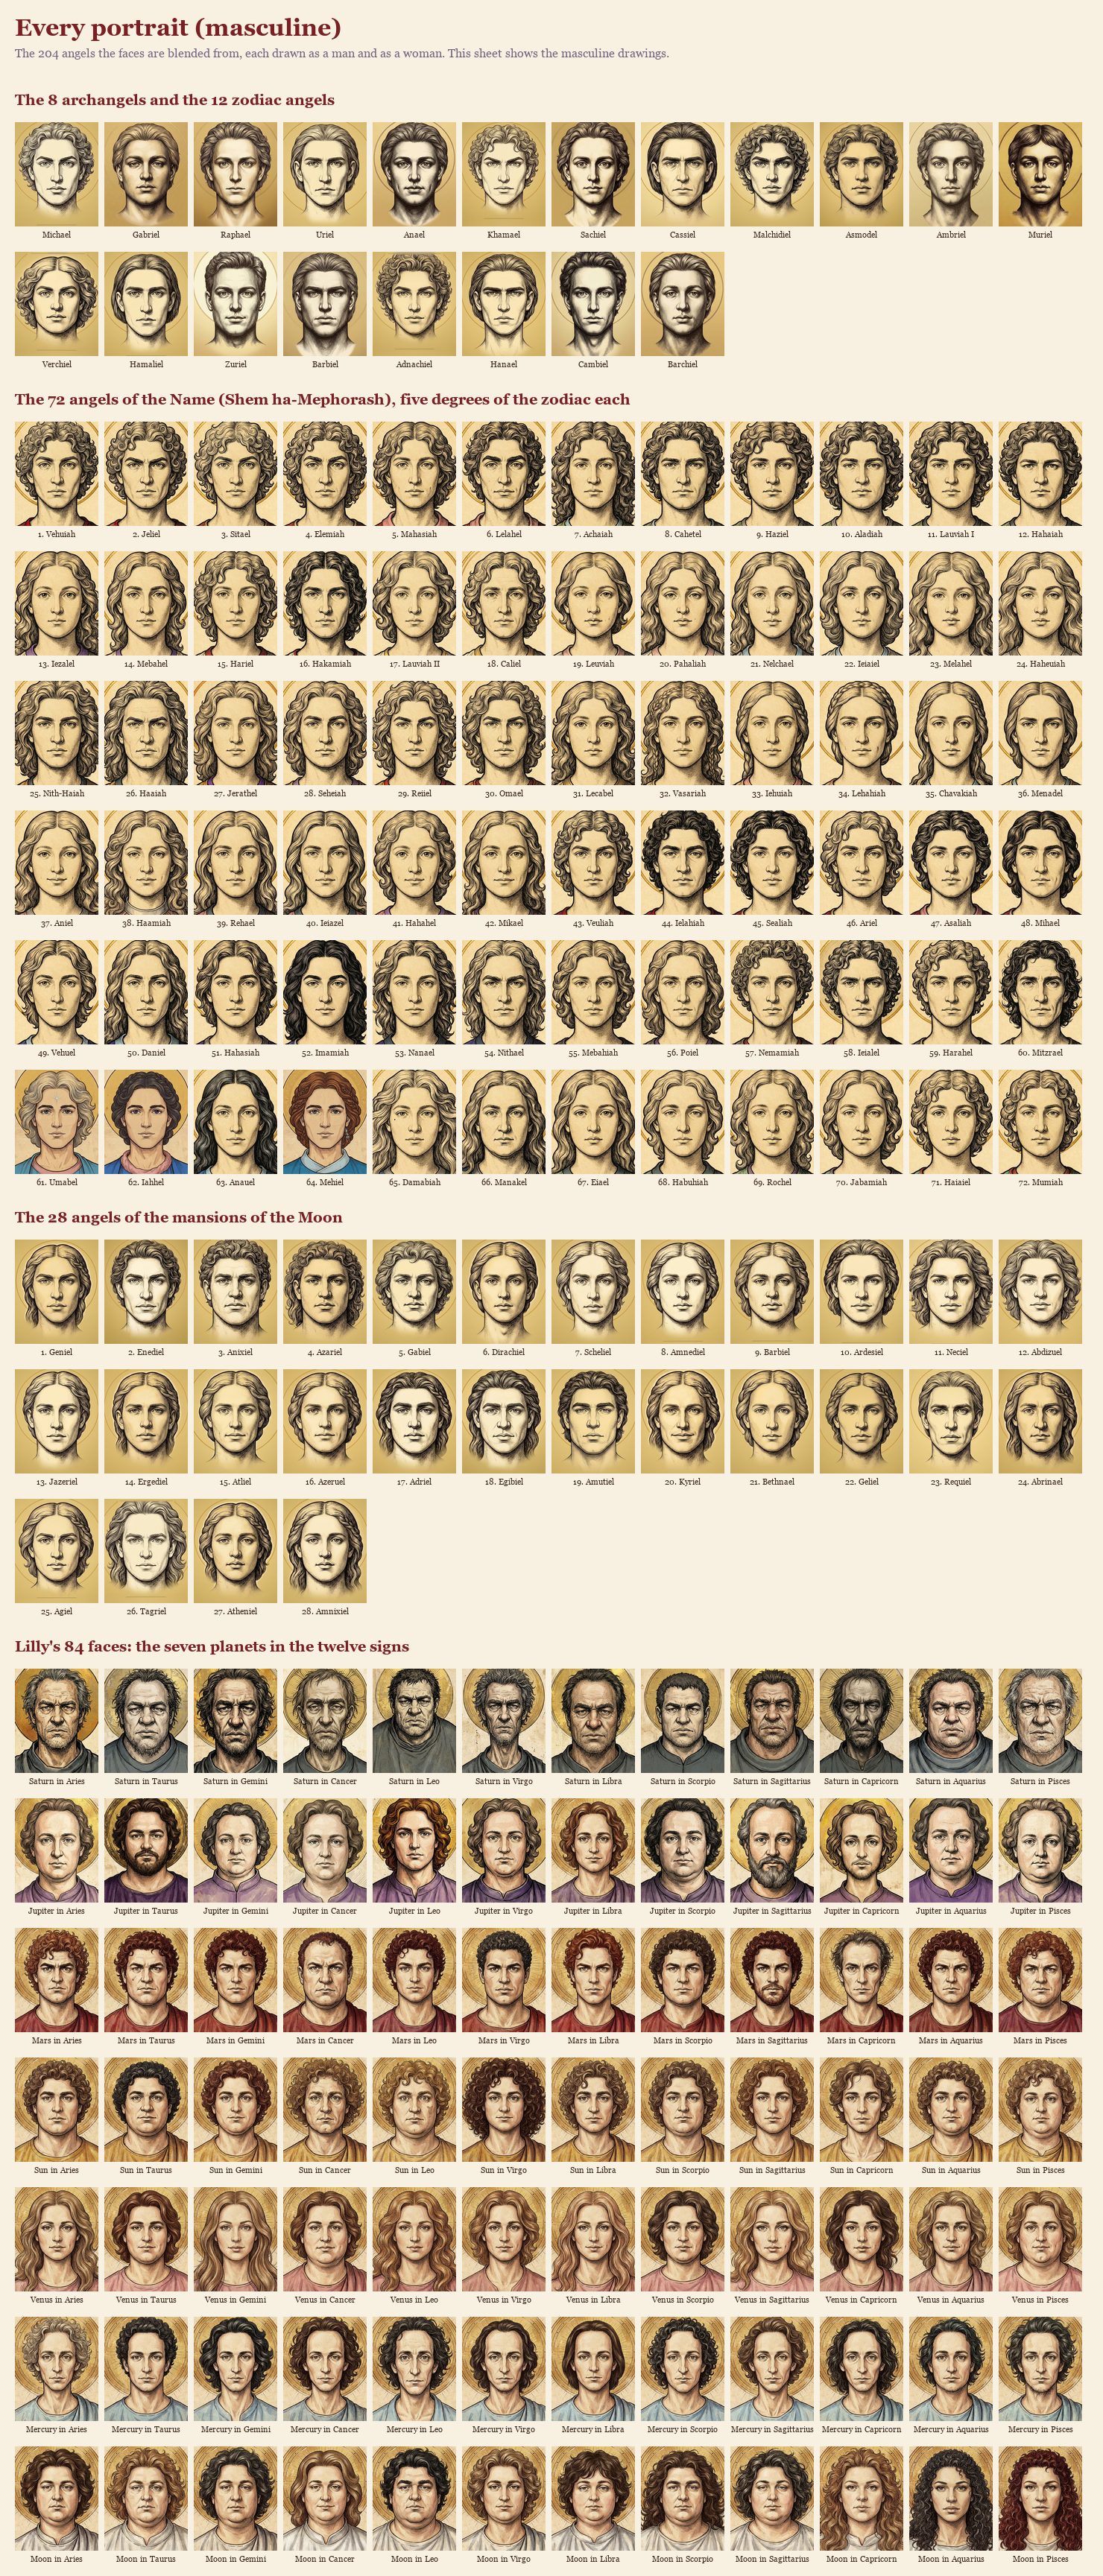 Every portrait (masculine)
The 204 angels the faces are blended from, each drawn as a man and as a woman. This sheet shows the masculine drawings.
The 8 archangels and the 12 zodiac angels
Michael Gabriel Raphael Uriel Anael Khamael Sachiel Cassiel Malchidiel Asmodel Ambriel Muriel
Verchiel Hamaliel Zuriel Barbiel Adnachiel Hanael Cambiel Barchiel
The 72 angels of the Name (Shem ha-Mephorash), five degrees of the zodiac each
1. Vehuiah 2. Jeliel 3. Sitael 4. Elemiah 5. Mahasiah 6. Lelahel 7. Achaiah 8. Cahetel 9. Haziel 10. Aladiah 11. Lauviah I 12. Hahaiah
13. Iezalel 14. Mebahel 15. Hariel 16. Hakamiah 17. Lauviah II 18. Caliel 19. Leuviah 20. Pahaliah 21. Nelchael 22. Ieiaiel 23. Melahel 24. Haheuiah
25. Nith-Haiah 26. Haaiah 27. Jerathel 28. Seheiah 29. Reiiel 30. Omael 31. Lecabel 32. Vasariah 33. Iehuiah 34. Lehahiah 35. Chavakiah 36. Menadel
37. Aniel 38. Haamiah 39. Rehael 40. Ieiazel 41. Hahahel 42. Mikael 43. Veuliah 44. Ielahiah 45. Sealiah 46. Ariel 47. Asaliah 48. Mihael
49. Vehuel 50. Daniel 51. Hahasiah 52. Imamiah 53. Nanael 54. Nithael 55. Mebahiah 56. Poiel 57. Nemamiah 58. Ieialel 59. Harahel 60. Mitzrael
61. Umabel 62. Iahhel 63. Anauel 64. Mehiel 65. Damabiah 66. Manakel 67. Eiael 68. Habuhiah 69. Rochel 70. Jabamiah 71. Haiaiel 72. Mumiah
The 28 angels of the mansions of the Moon
1. Geniel 2. Enediel 3. Anixiel 4. Azariel 5. Gabiel 6. Dirachiel 7. Scheliel 8. Amnediel 9. Barbiel 10. Ardesiel 11. Neciel 12. Abdizuel
13. Jazeriel 14. Ergediel 15. Atliel 16. Azeruel 17. Adriel 18. Egibiel 19. Amutiel 20. Kyriel 21. Bethnael 22. Geliel 23. Requiel 24. Abrinael
25. Agiel 26. Tagriel 27. Atheniel 28. Amnixiel
Lilly's 84 faces: the seven planets in the twelve signs
Saturn in Aries Saturn in Taurus Saturn in Gemini Saturn in Cancer Saturn in Leo Saturn in Virgo Saturn in Libra Saturn in Scorpio Saturn in Sagittarius Saturn in Capricorn Saturn in Aquarius Saturn in Pisces
Jupiter in Aries Jupiter in Taurus Jupiter in Gemini Jupiter in Cancer Jupiter in Leo Jupiter in Virgo Jupiter in Libra Jupiter in Scorpio Jupiter in Sagittarius Jupiter in Capricorn Jupiter in Aquarius Jupiter in Pisces
Mars in Aries Mars in Taurus Mars in Gemini Mars in Cancer Mars in Leo Mars in Virgo Mars in Libra Mars in Scorpio Mars in Sagittarius Mars in Capricorn Mars in Aquarius Mars in Pisces
Sun in Aries Sun in Taurus Sun in Gemini Sun in Cancer Sun in Leo Sun in Virgo Sun in Libra Sun in Scorpio Sun in Sagittarius Sun in Capricorn Sun in Aquarius Sun in Pisces
Venus in Aries Venus in Taurus Venus in Gemini Venus in Cancer Venus in Leo Venus in Virgo Venus in Libra Venus in Scorpio Venus in Sagittarius Venus in Capricorn Venus in Aquarius Venus in Pisces
Mercury in Aries Mercury in Taurus Mercury in Gemini Mercury in Cancer Mercury in Leo Mercury in Virgo Mercury in Libra Mercury in Scorpio Mercury in Sagittarius Mercury in Capricorn Mercury in Aquarius Mercury in Pisces
Moon in Aries Moon in Taurus Moon in Gemini Moon in Cancer Moon in Leo Moon in Virgo Moon in Libra Moon in Scorpio Moon in Sagittarius Moon in Capricorn Moon in Aquarius Moon in Pisces